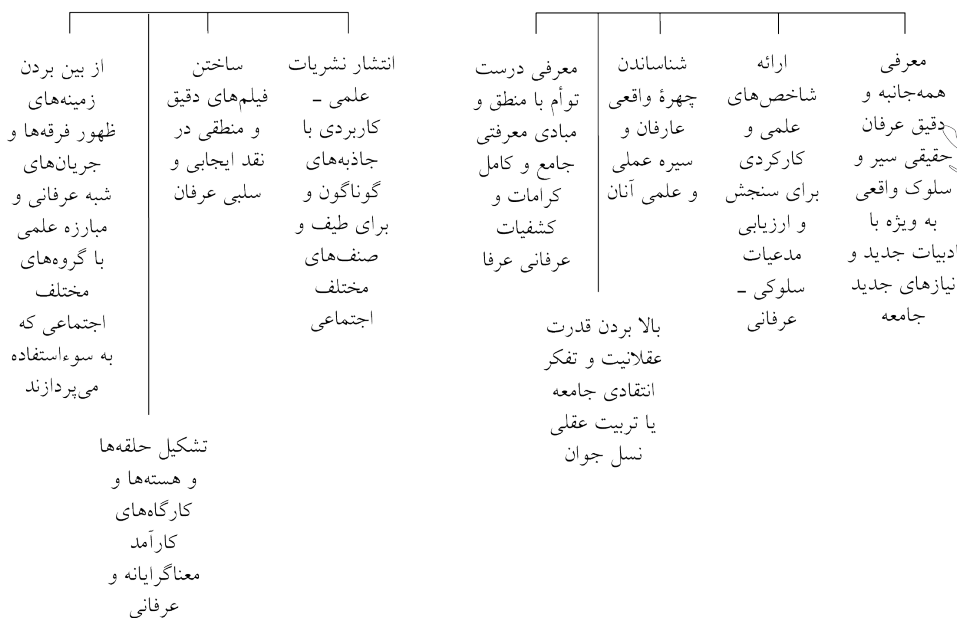 معرفی
همه‌جانبه و
دقیق عرفان
حقیقی سیر و
سلوک واقعی
به ویژه با
ادبیات جدید و
نیازهای جدید
جامعه
ارائه
شاخص‌های
علمی و
کارکردی
برای سنجش
و ارزیابی
مدعیات
سلوکی ـ
عرفانی
شناساندن
چهرۀ واقعی
عارفان و
سیره عملی
و علمی آنان
بالا بردن قدرت
عقلانیت و تفکر
انتقادی جامعه
یا تربیت عقلی
نسل جوان
معرفی درست
توأم با منطق و
مبادی معرفتی
جامع و کامل
کرامات و
کشفیات
عرفانی عرفا
انتشار نشریات
علمی ـ
کاربردی با
جاذبه‌های
گوناگون و
برای طیف و
صنف‌های
مختلف
اجتماعی
ساختن
فیلم‌های دقیق
و منطقی در
نقد ایجابی و
سلبی عرفان
تشکیل حلقه‌ها
و هسته‌ها و
کارگاه‌های
کارآمد
معناگرایانه و
عرفانی
از بین بردن
زمینه‌های
ظهور فرقه‌ها و
جریان‌های
شبه عرفانی و
مبارزه علمی
با گروه‌های
مختلف
اجتماعی که
به سوءاستفاده
می‌پردازند